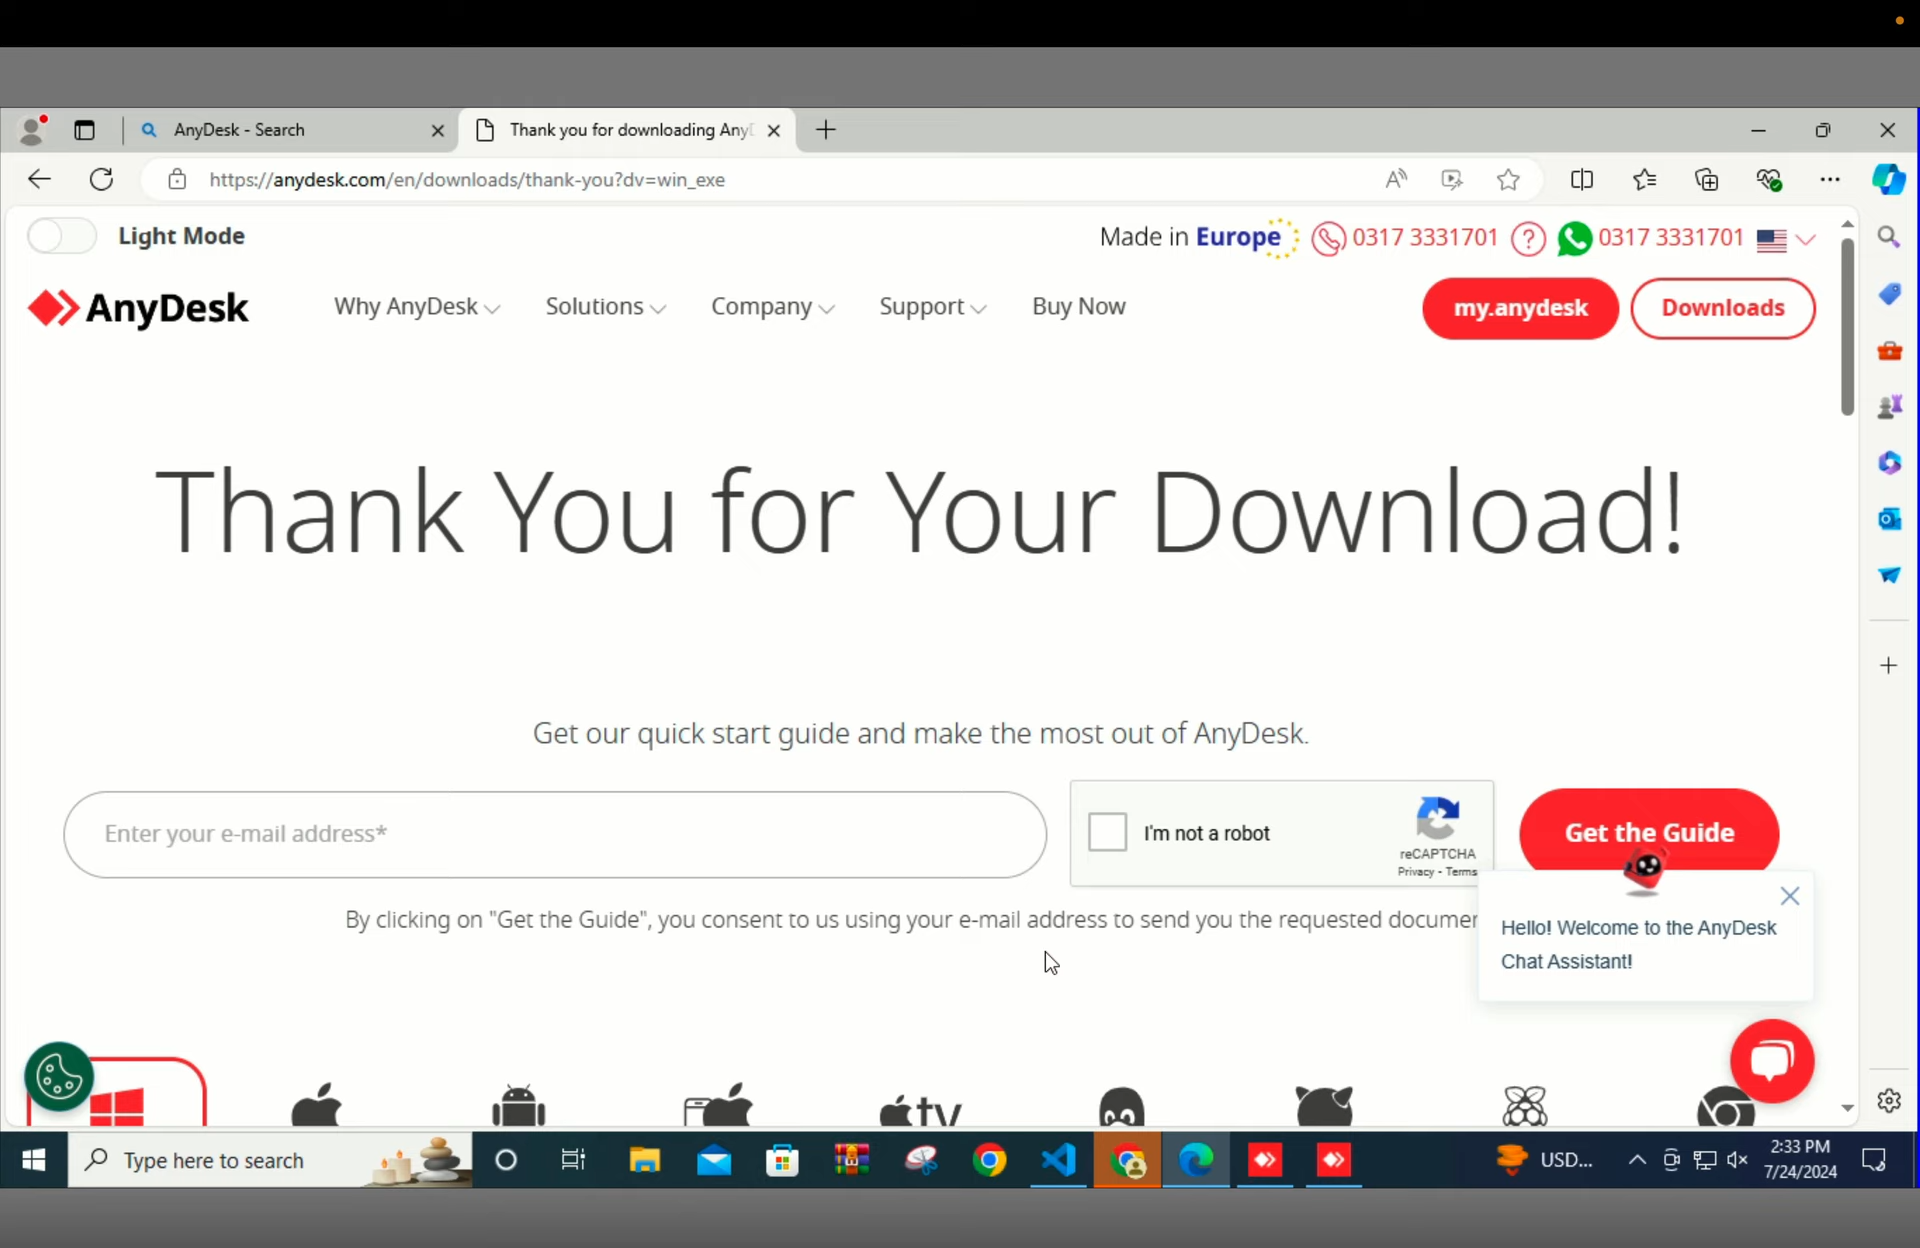 AnyDesk - Search
Thank you for downloading Any
https://anydesk.com/en/downloads/thank-you?dv=win_exe
Light Mode
Made in Europe
0317 3331701
0317 3331701
AnyDesk
Why AnyDesk
Solutions
Company
Support
Buy Now
my.anydesk
Downloads
Thank You for Your Download!
Get our quick start guide and make the most out of AnyDesk.
Enter your e-mail address*
I'm not a robot
reCAPTCHA
Privacy - Terms
Get the Guide
By clicking on "Get the Guide", you consent to us using your e-mail address to send you the requested documen
Hello! Welcome to the AnyDesk
Chat Assistant!
tv
Type here to search
USD...
2:33 PM
7/24/2024